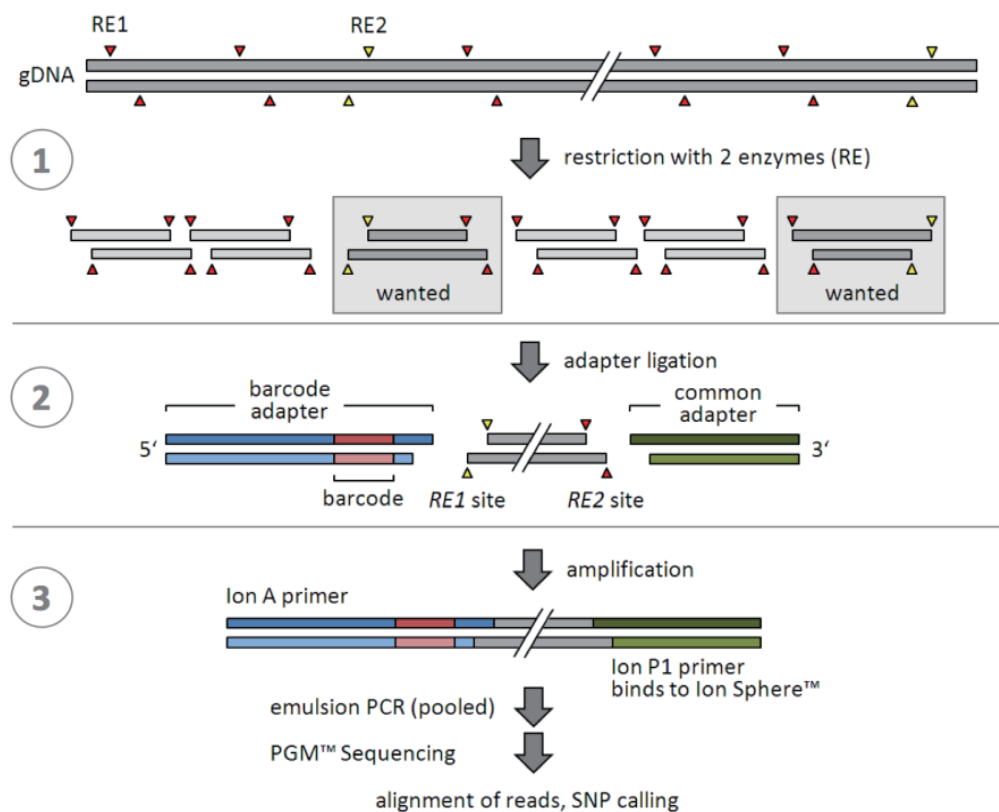 RE1
RE2
gDNA
1
restriction with 2 enzymes (RE)
wanted
wanted
adapter ligation
2
barcode
adapter
common
adapter
5‘
3‘
barcode
RE1 site
RE2 site
amplification
3
Ion A primer
Ion P1 primer
binds to Ion Sphere™
emulsion PCR (pooled)
PGM™ Sequencing
alignment of reads, SNP calling